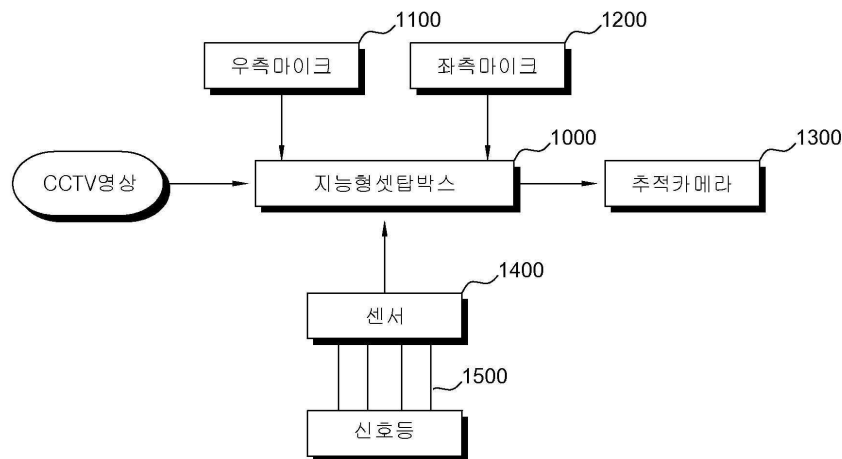 1100
우측마이크
1200
좌측마이크
1000
지능형셋탑박스
1300
추적카메라
CCTV영상
1400
센서
1500
신호등